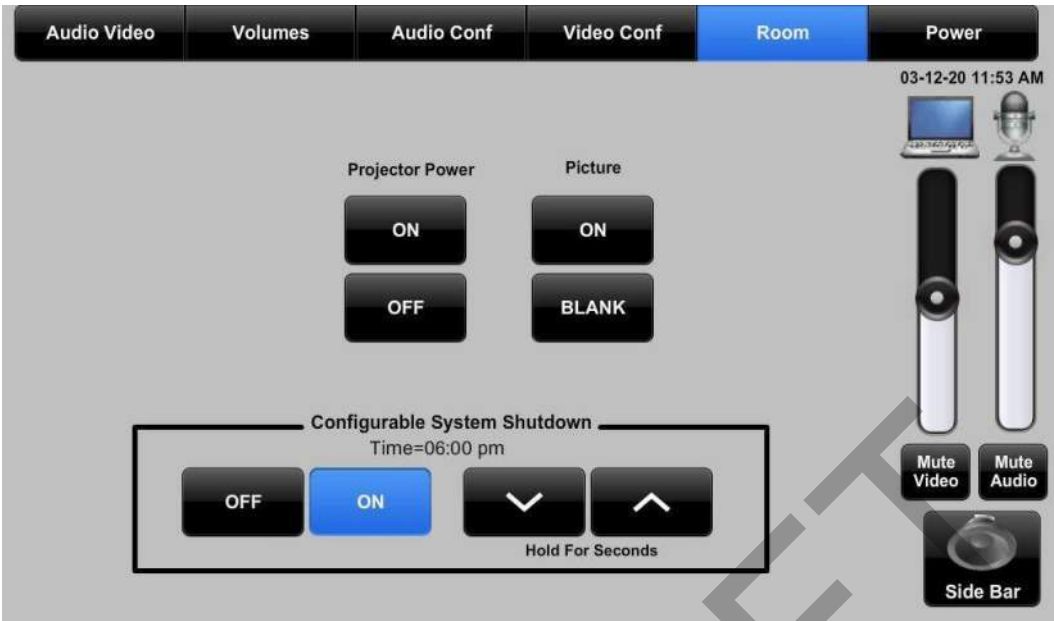 Audio Video
Volumes
Audio Conf
Video Conf
Room
Power
03-12-20 11:53 AM
Projector Power
Picture
ON
ON
OFF
BLANK
Configurable System Shutdown
Time=06:00 pm
OFF
ON
Hold For Seconds
Mute
Video
Mute
Audio
Side Bar